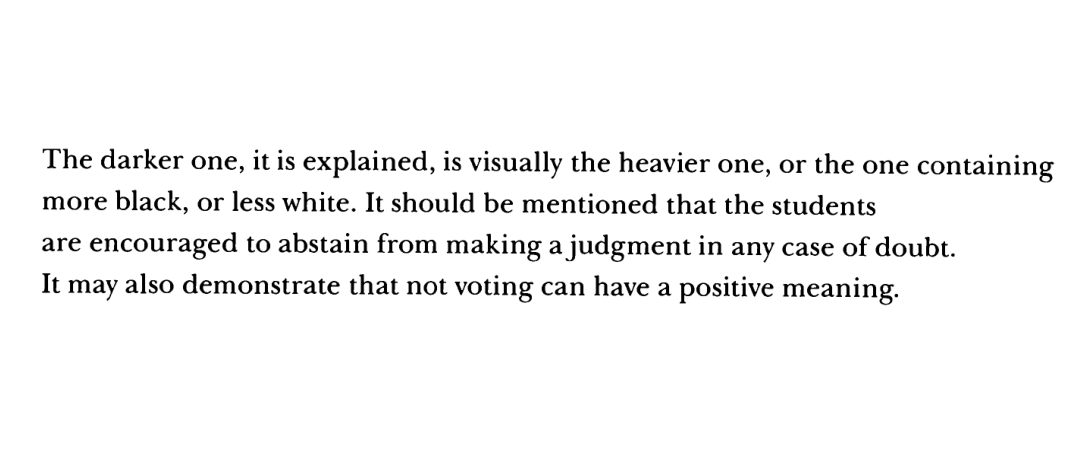 The darker one, it is explained, is visually the heavier one, or the one containing
more black, or less white. It should be mentioned that the students
are encouraged to abstain from making a judgment in any case of doubt.
It may also demonstrate that not voting can have a positive meaning.